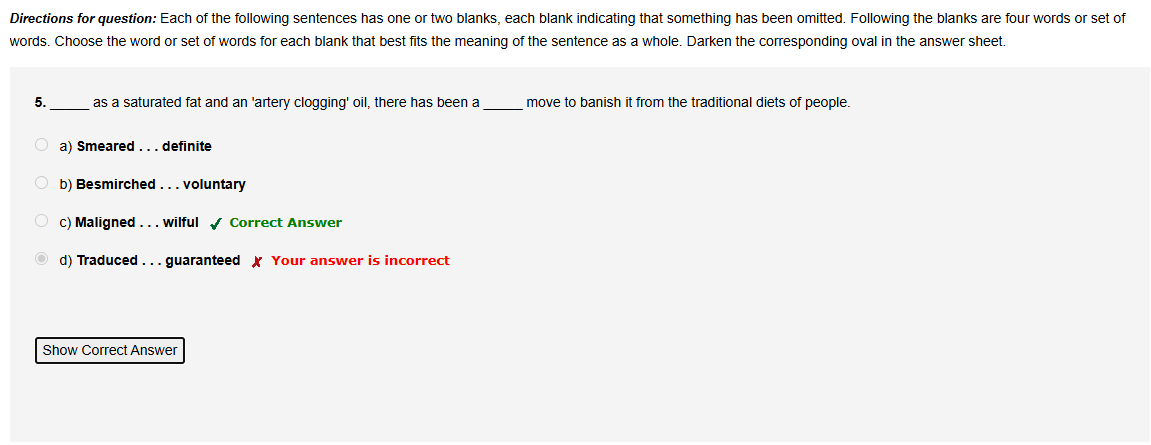 Directions for question: Each of the following sentences has one or two blanks, each blank indicating that something has been omitted. Following the blanks are four words or set of
words. Choose the word or set of words for each blank that best fits the meaning of the sentence as a whole. Darken the corresponding oval in the answer sheet.
5. _____ as a saturated fat and an 'artery clogging' oil, there has been a _____ move to banish it from the traditional diets of people.
a) Smeared . . . definite
b) Besmirched . . . voluntary
c) Maligned . . . wilful ✓ Correct Answer
d) Traduced . . . guaranteed ✗ Your answer is incorrect
Show Correct Answer